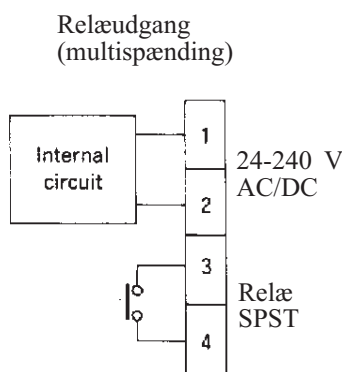 Relæudgang
(multispænding)
Internal
circuit
1
2
3
4
24-240 V
AC/DC
Relæ
SPST